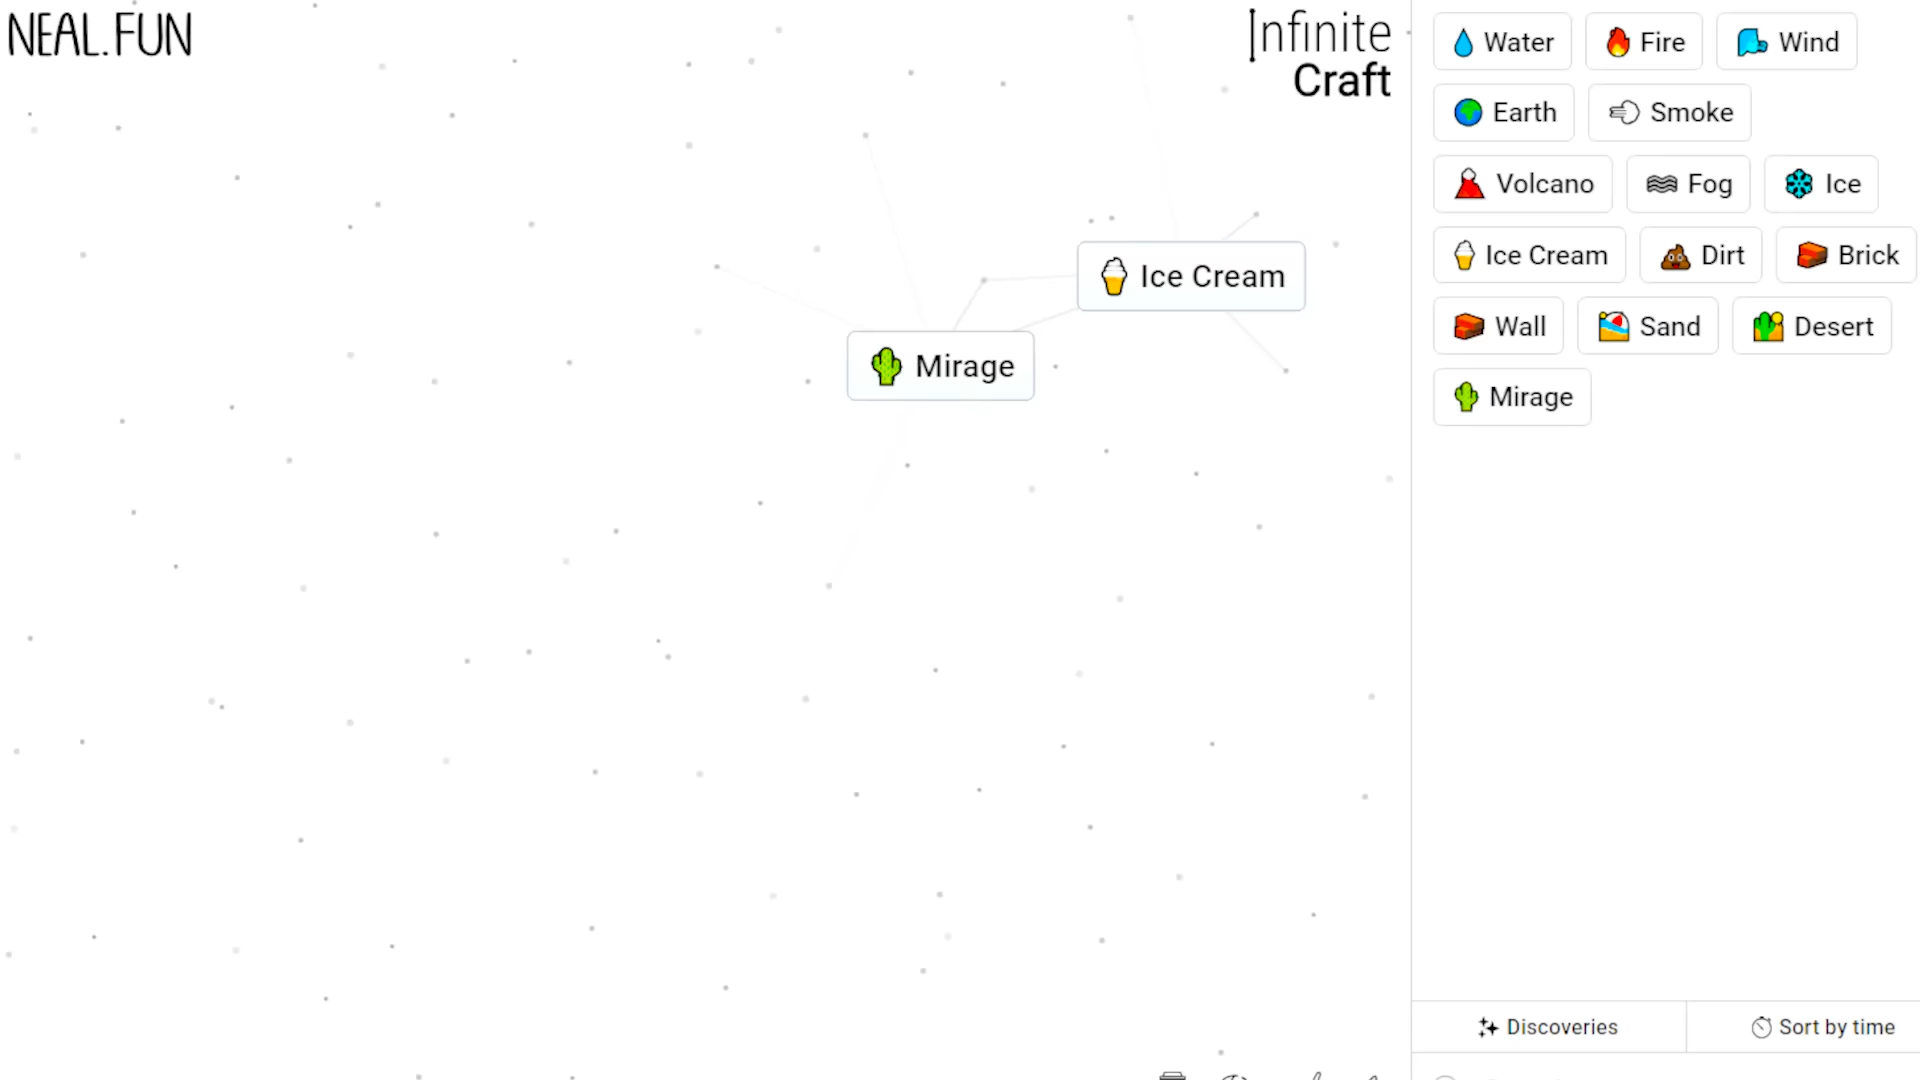 NEAL.FUN
Infinite
Craft
Ice Cream
Mirage
Water Fire Wind
Earth Smoke
Volcano Fog Ice
Ice Cream Dirt Brick
Wall Sand Desert
Mirage
Discoveries Sort by time